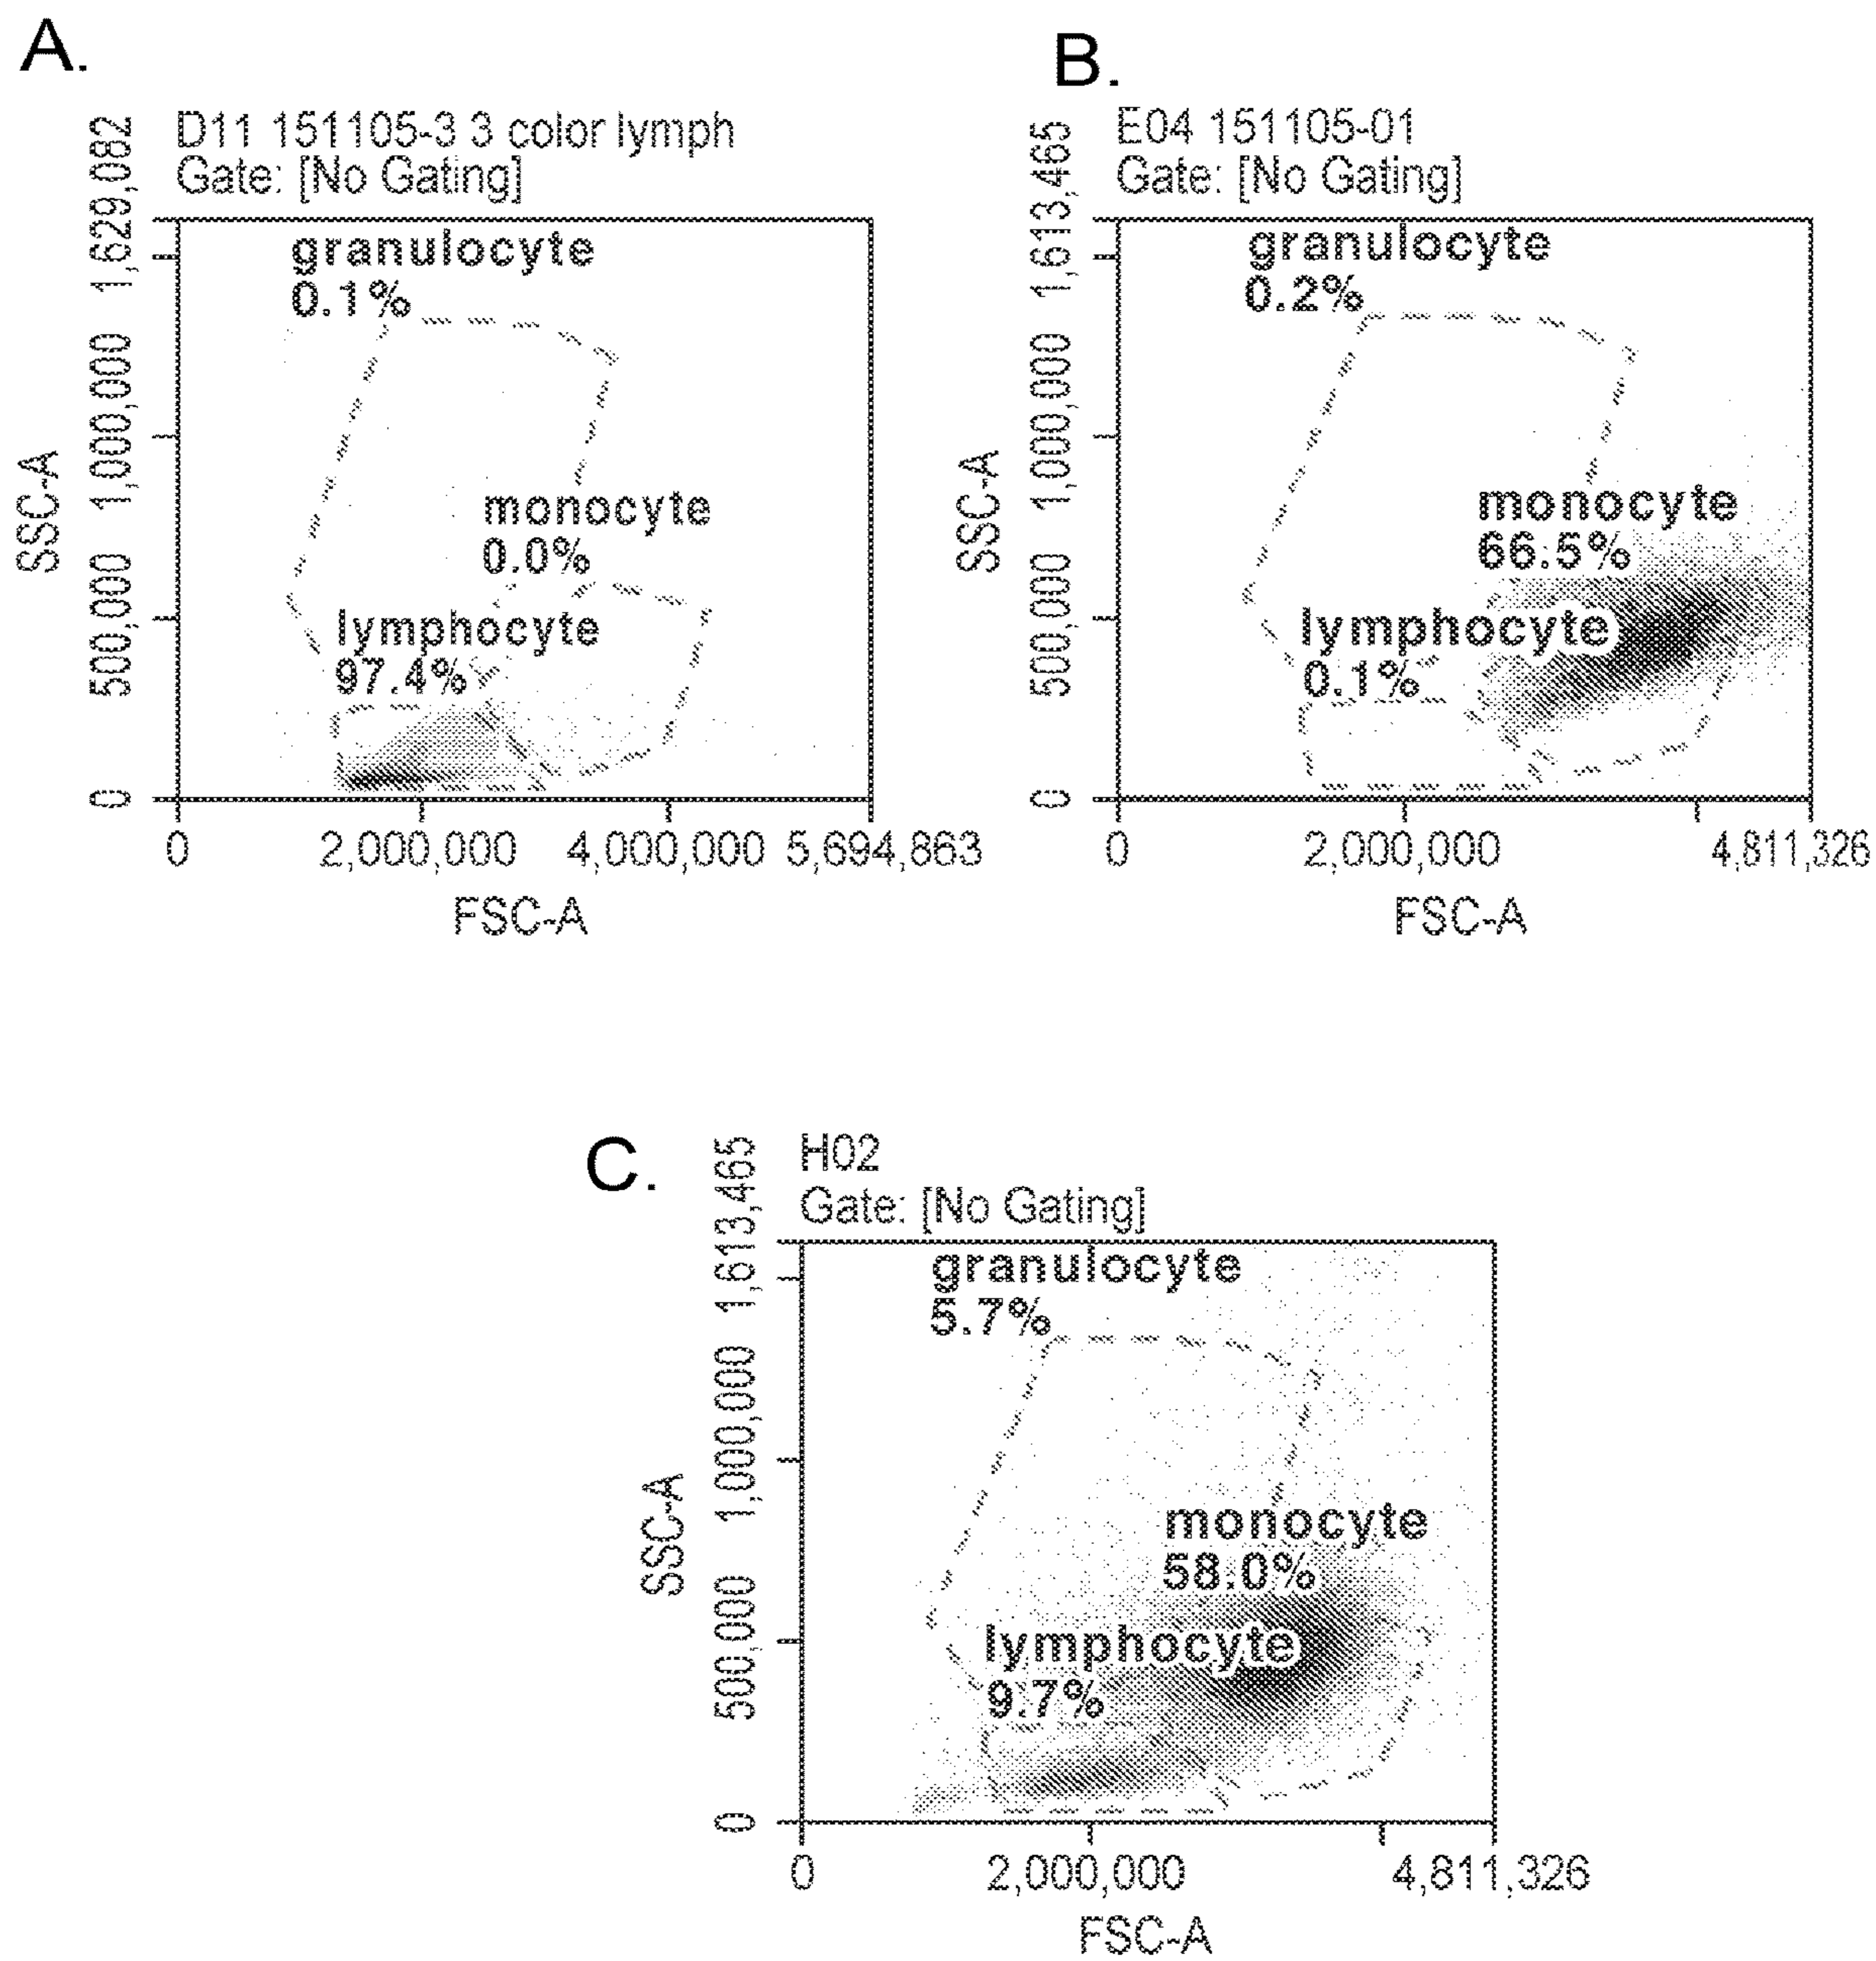 A.
D11 151105-3 3 color lymph
Gate: [No Gating]
1,629,082
1,000,000
500,000
0
SSC-A
granulocyte
0.1%
monocyte
0.0%
lymphocyte
97.4%
0 2,000,000 4,000,000 5,694,863
FSC-A
B.
E04 151105-01
Gate: [No Gating]
1,613,465
1,000,000
500,000
0
SSC-A
granulocyte
0.2%
monocyte
66.5%
lymphocyte
0.1%
0 2,000,000 4,811,326
FSC-A
C.
H02
Gate: [No Gating]
1,613,465
1,000,000
500,000
0
SSC-A
granulocyte
5.7%
monocyte
58.0%
lymphocyte
9.7%
0 2,000,000 4,811,326
FSC-A